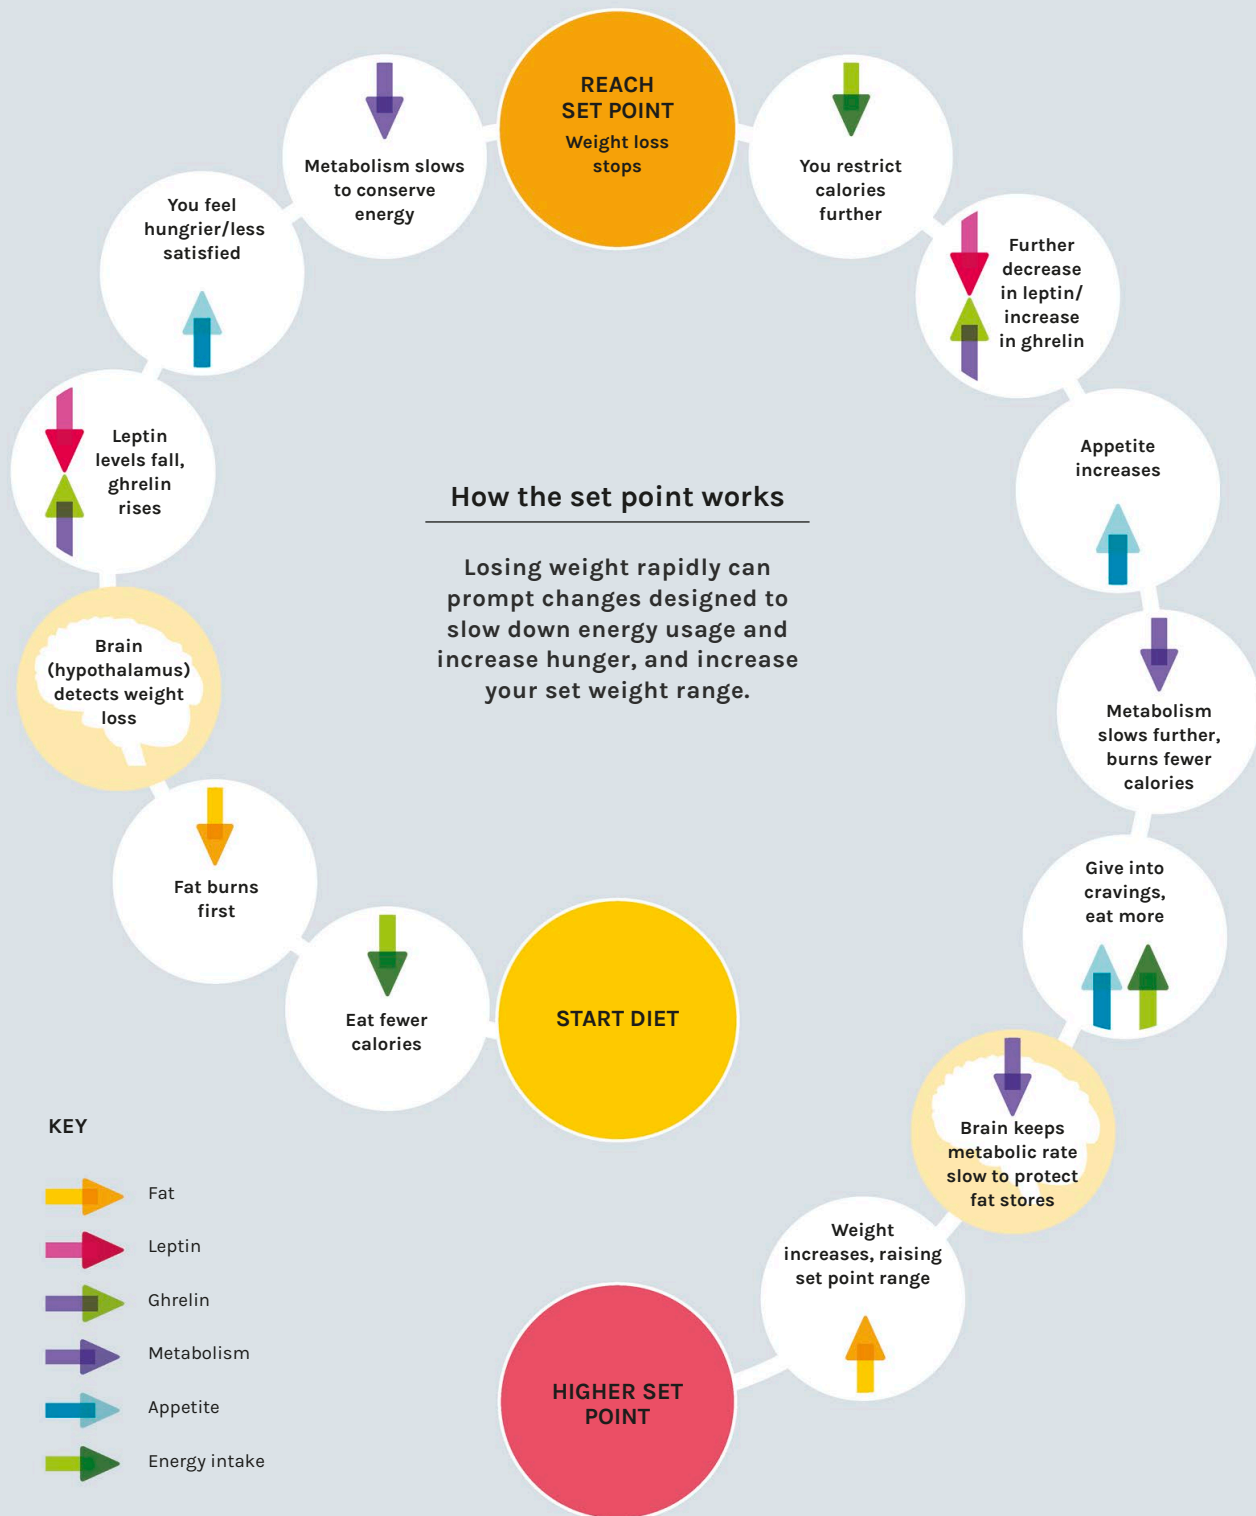 How the set point works
Losing weight rapidly can
prompt changes designed to
slow down energy usage and
increase hunger, and increase
your set weight range.
START DIET
Eat fewer
calories
Fat burns
first
Brain
(hypothalamus)
detects weight
loss
Leptin
levels fall,
ghrelin
rises
You feel
hungrier/less
satisfied
Metabolism slows
to conserve
energy
REACH
SET POINT
Weight loss
stops
You restrict
calories
further
Further
decrease
in leptin/
increase
in ghrelin
Appetite
increases
Metabolism
slows further,
burns fewer
calories
Give into
cravings,
eat more
Brain keeps
metabolic rate
slow to protect
fat stores
Weight
increases, raising
set point range
HIGHER SET
POINT
KEY
Fat
Leptin
Ghrelin
Metabolism
Appetite
Energy intake